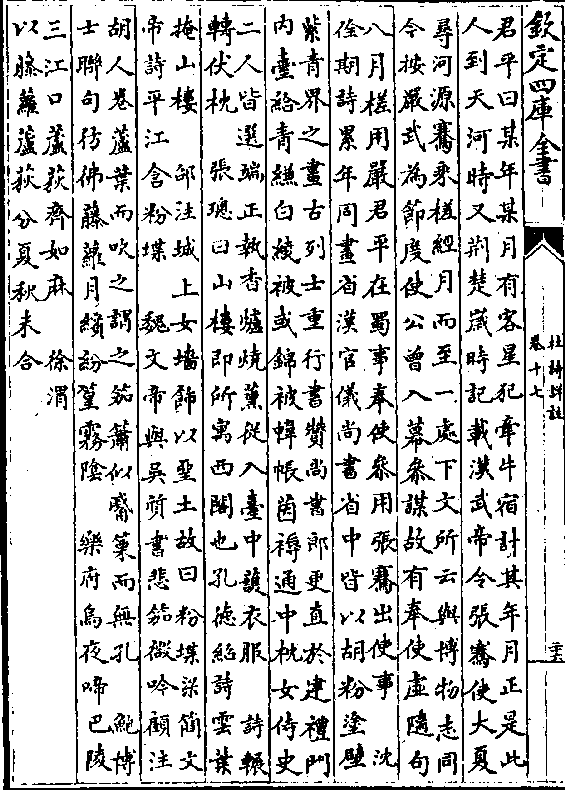 欽定四庫全書
杜詩詳註
卷十七
君平曰某年某月有客星犯牽牛宿計其年月正是此
人到天河時又荆楚嵗時記載漢武帝令張騫使大夏
尋河源騫乘槎經月而至一處下文所云與博物志同
今按嚴武為節度使公曾入幕參謀故有奉使虛隨句
八月槎用嚴君平在蜀事奉使參用張騫出使事　沈
佺期詩累年同畫省漢官儀尚書省中皆以胡粉塗壁
紫青界之畫古列士重行書贊尚書郎更直於建禮門
内臺給青縑白綾被或錦被幃帳茵褥通中枕女侍史
二人皆選端正執香爐燒薰從入臺中護衣服　詩輾
轉伏枕　張璁曰山樓即所寓西閣也孔德紹詩雲葉
掩山樓　邵注城上女墻飾以堊土故曰粉堞梁簡文
帝詩平江含粉堞　魏文帝與吳質書悲笳微吟顧注
胡人卷蘆葉而吹之謂之笳簫似觱篥而無孔　鮑博
士聯句彷彿藤蘿月繽紛篁霧陰　樂府烏夜啼巴陵
三江口蘆荻齊如麻　徐渭
以藤蘿蘆荻分夏秋未合